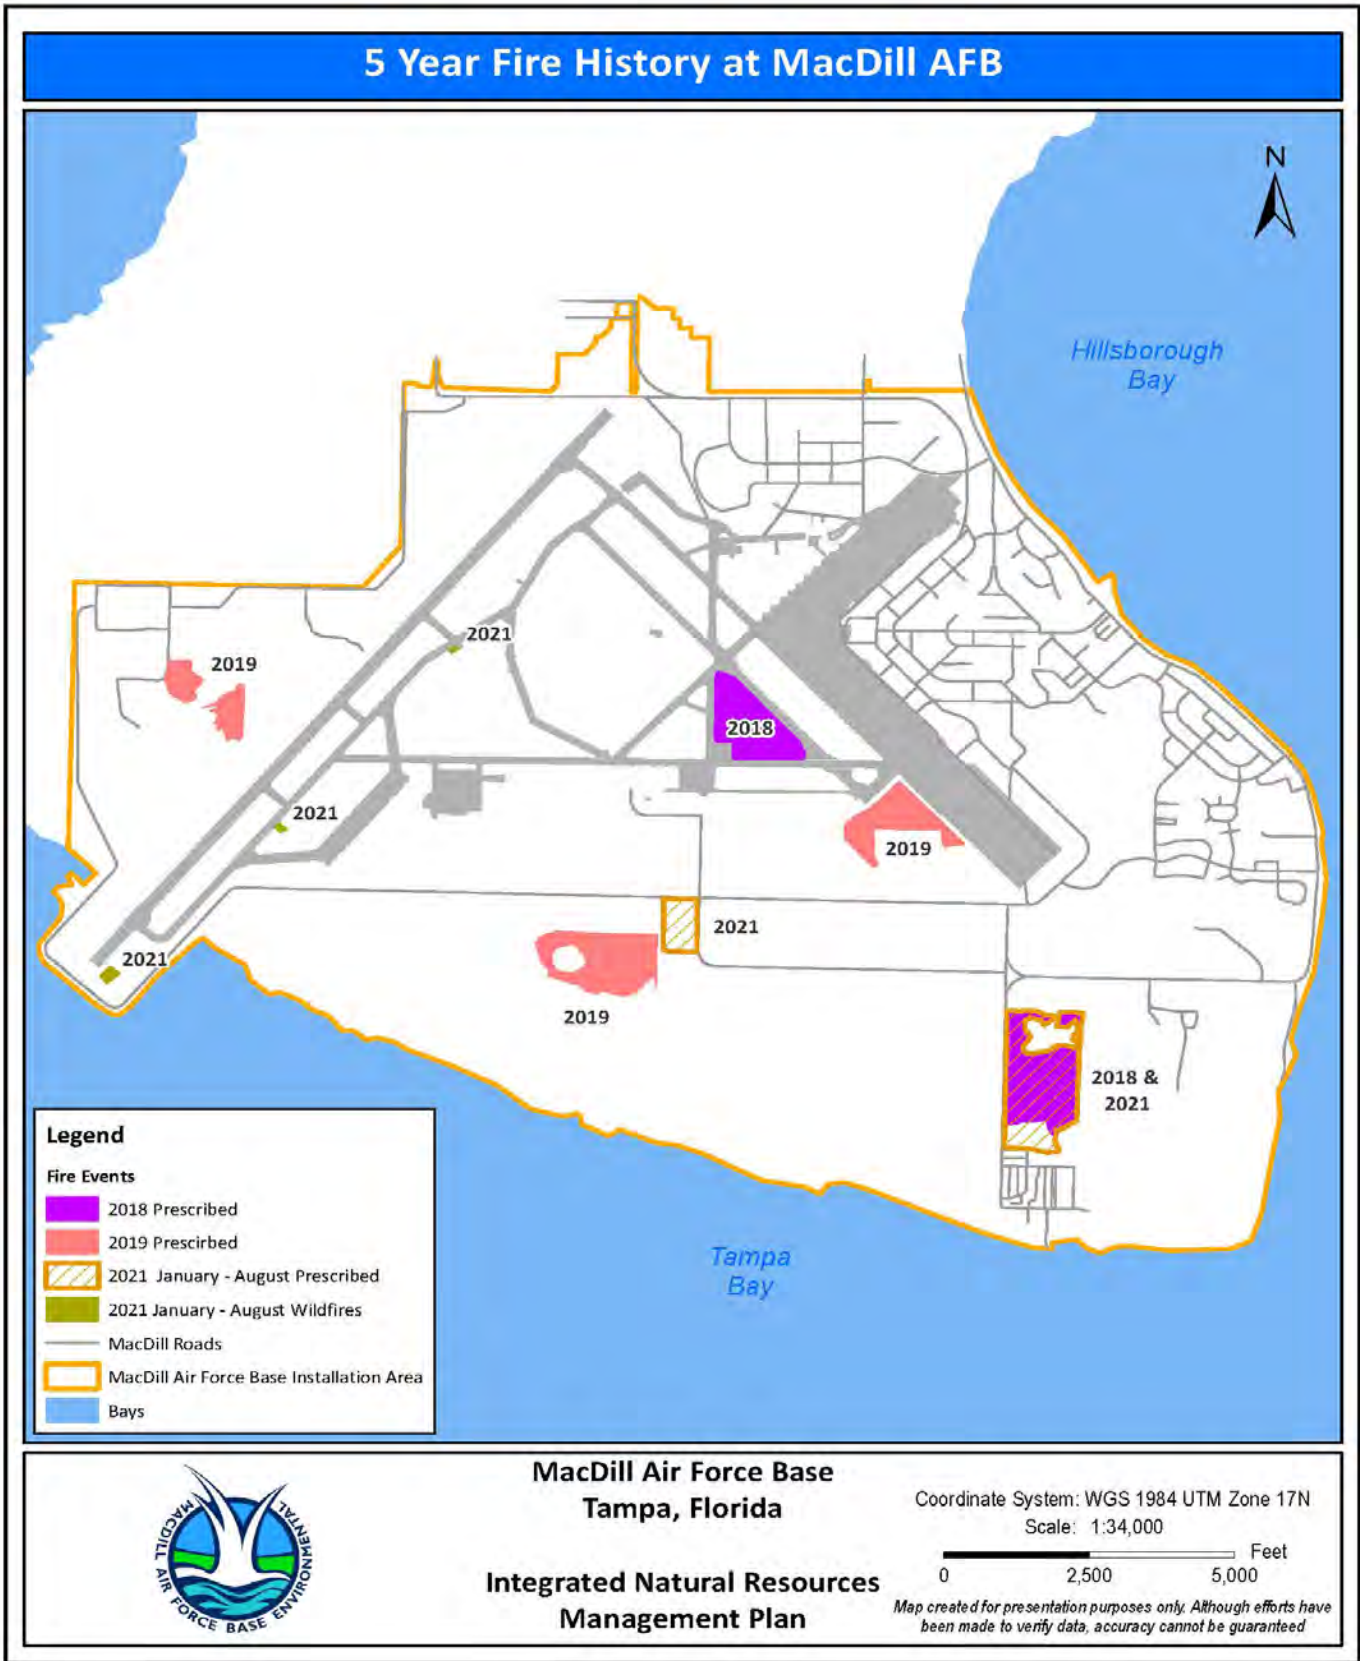 5 Year Fire History at MacDill AFB
N
Hillsborough
Bay
2021
2019
2018
2021
2019
2021
2021
2019
2018 &
2021
Tampa
Bay
Legend
Fire Events
2018 Prescribed
2019 Prescirbed
2021 January - August Prescribed
2021 January - August Wildfires
MacDill Roads
MacDill Air Force Base Installation Area
Bays
MACDILL AIR FORCE BASE ENVIRONMENTAL
MacDill Air Force Base
Tampa, Florida
Integrated Natural Resources
Management Plan
Coordinate System: WGS 1984 UTM Zone 17N
Scale: 1:34,000
Feet
0 2,500 5,000
Map created for presentation purposes only. Although efforts have
been made to verify data, accuracy cannot be guaranteed